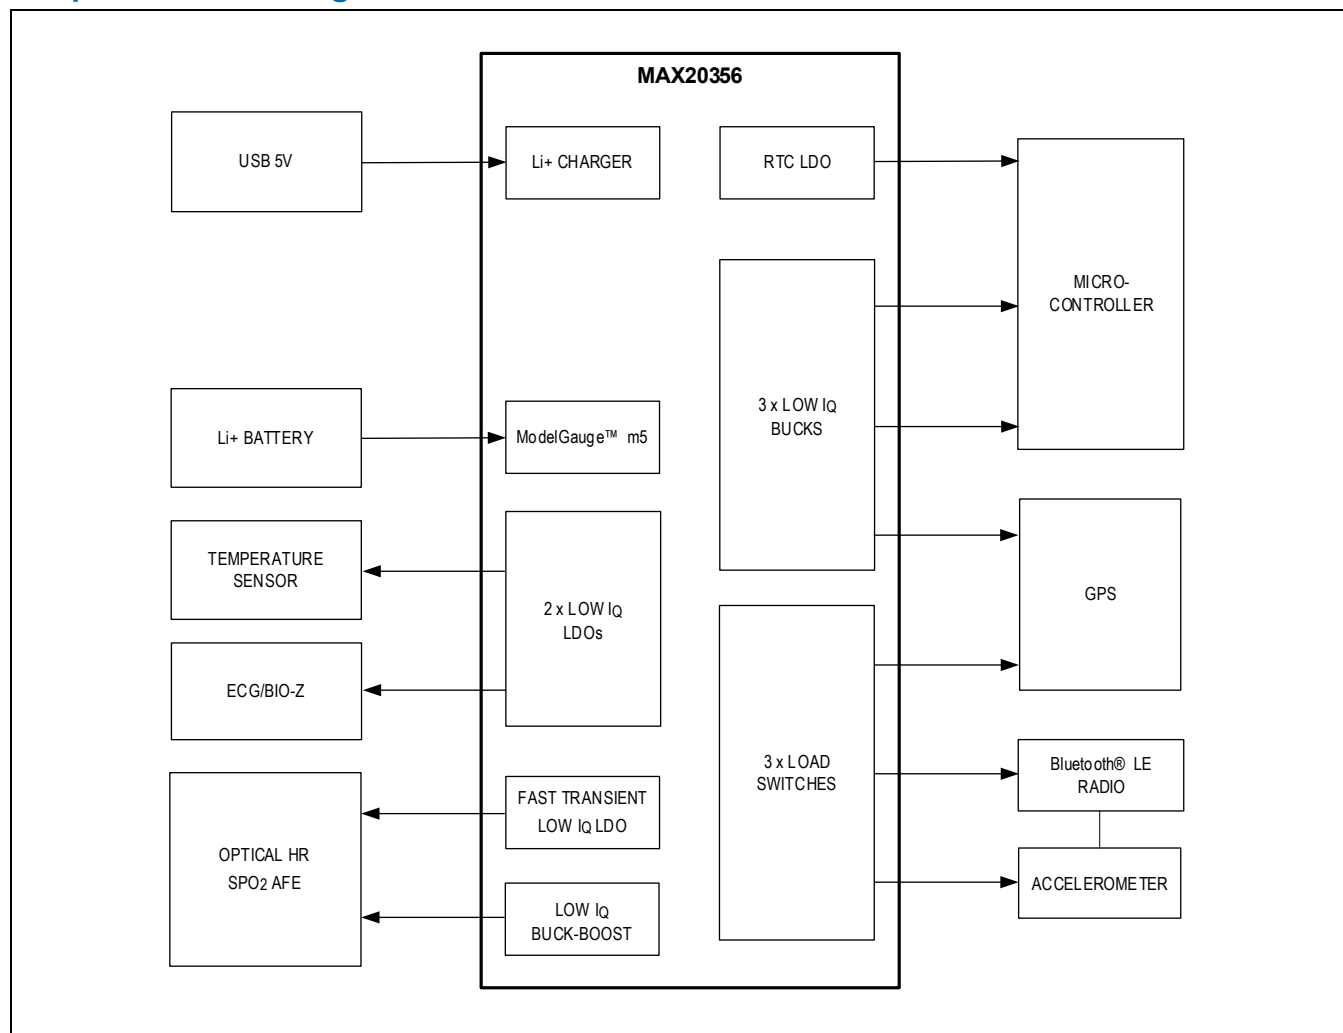 MAX20356
USB 5V
Li+ CHARGER
RTC LDO
MICRO-
CONTROLLER
Li+ BATTERY
ModelGauge™ m5
3 x LOW IQ
BUCKS
TEMPERATURE
SENSOR
2 x LOW IQ
LDOs
GPS
ECG/BIO-Z
3 x LOAD
SWITCHES
Bluetooth® LE
RADIO
FAST TRANSIENT
LOW IQ LDO
OPTICAL HR
SPO2 AFE
ACCELEROMETER
LOW IQ
BUCK-BOOST